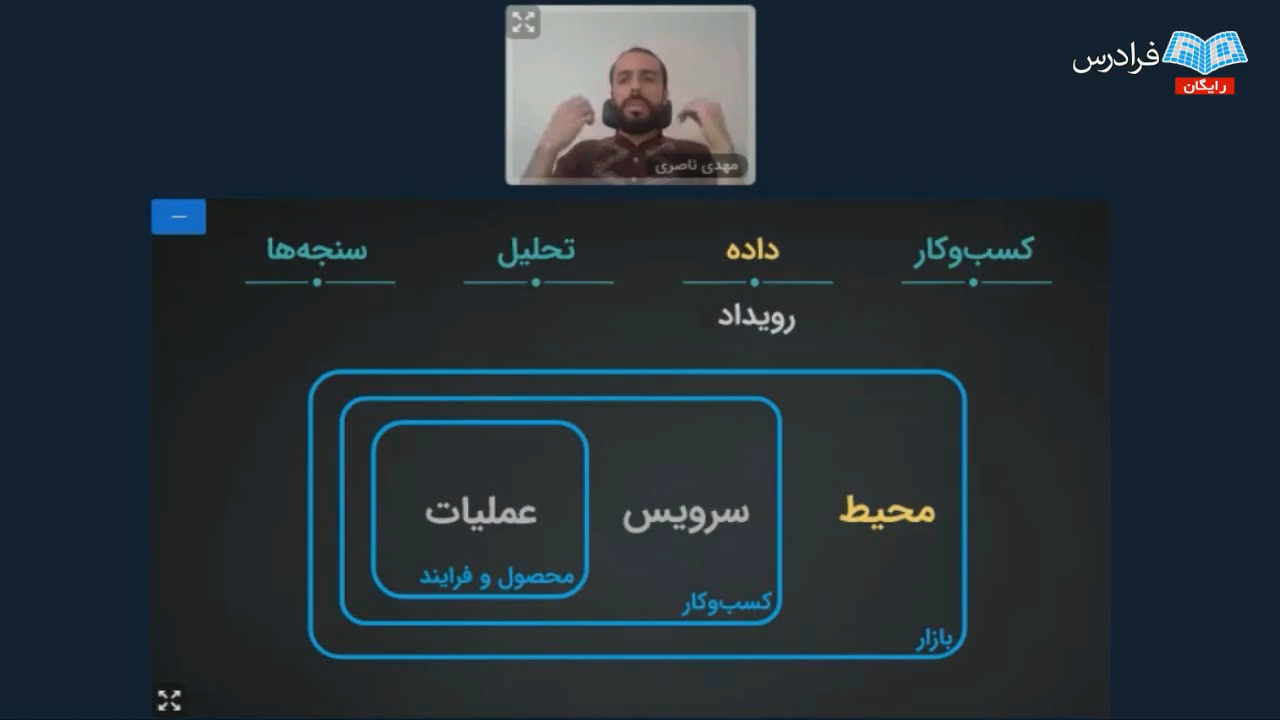 فرادرس
رایگان
مهدی ناصری
کسب‌وکار
داده
تحلیل
سنجه‌ها
رویداد
محیط
سرویس
عملیات
محصول و فرایند
کسب‌وکار
بازار